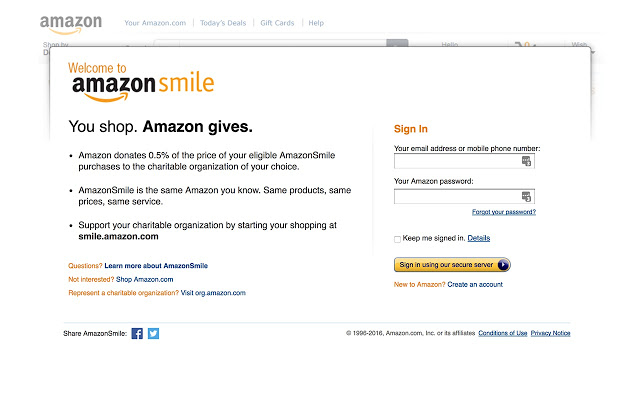 amazon
Your Amazon.com | Today's Deals | Gift Cards | Help
Shop by
Hello
Wish
Welcome to
amazonsmile
You shop. Amazon gives.
• Amazon donates 0.5% of the price of your eligible AmazonSmile
purchases to the charitable organization of your choice.
• AmazonSmile is the same Amazon you know. Same products, same
prices, same service.
• Support your charitable organization by starting your shopping at
smile.amazon.com
Questions? Learn more about AmazonSmile
Not interested? Shop Amazon.com
Represent a charitable organization? Visit org.amazon.com
Sign In
Your email address or mobile phone number:
Your Amazon password:
Forgot your password?
Keep me signed in. Details
Sign in using our secure server
New to Amazon? Create an account
Share AmazonSmile:
© 1996-2016, Amazon.com, Inc. or its affiliates Conditions of Use Privacy Notice